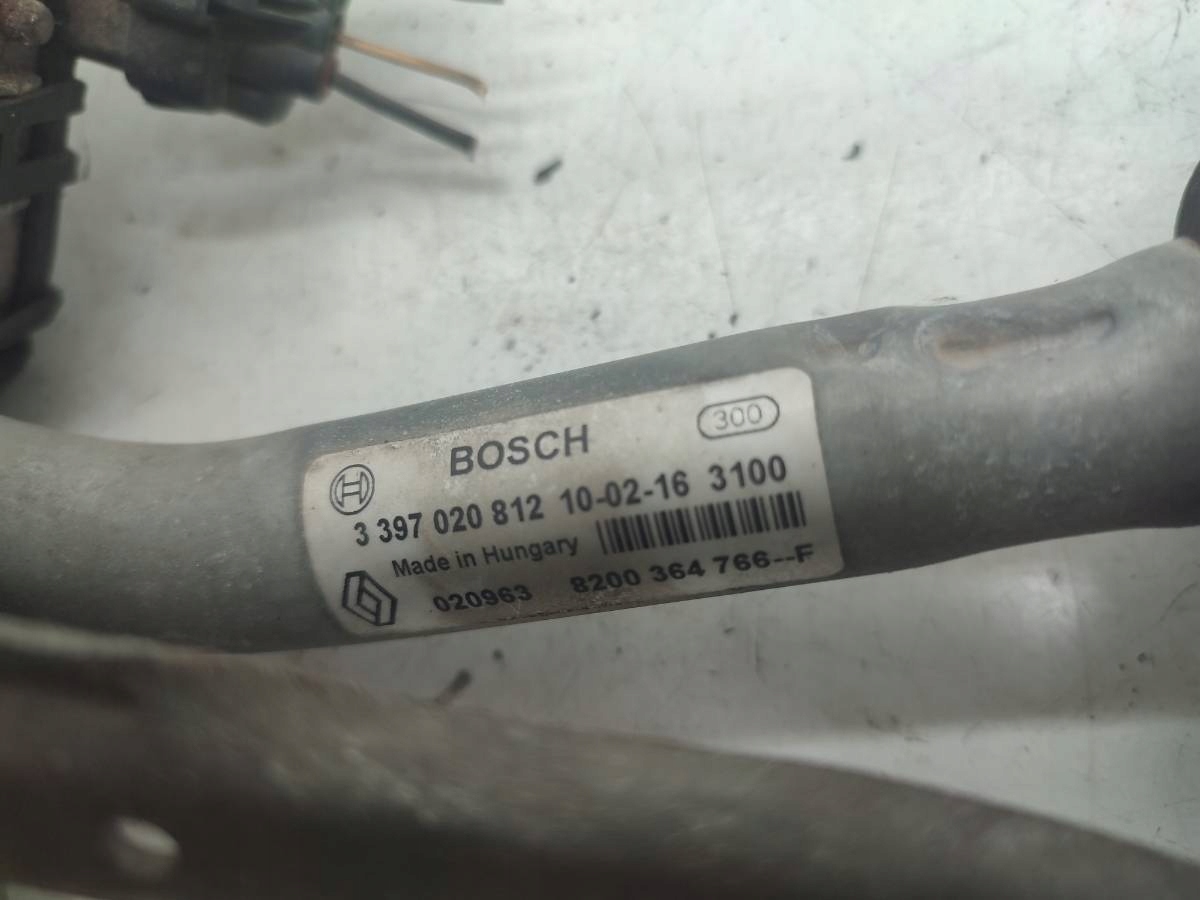 BOSCH 300
3 397 020 812 10-02-16 3100
Made in Hungary
020963 8200 364 766--F